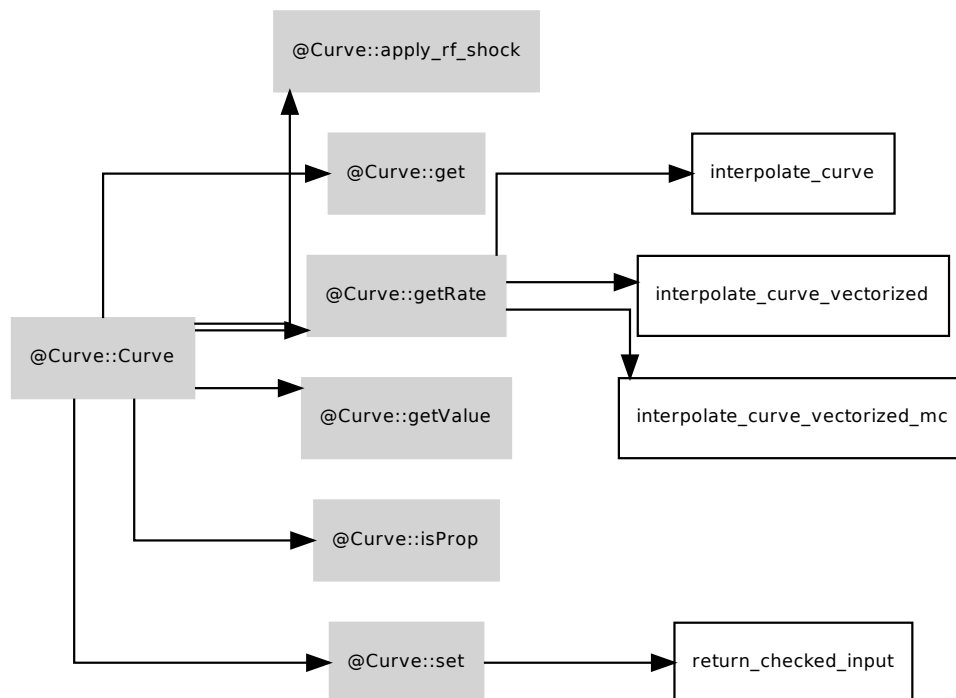 @Curve::apply_rf_shock
@Curve::get
interpolate_curve
@Curve::getRate
interpolate_curve_vectorized
@Curve::Curve
@Curve::getValue
interpolate_curve_vectorized_mc
@Curve::isProp
@Curve::set
return_checked_input